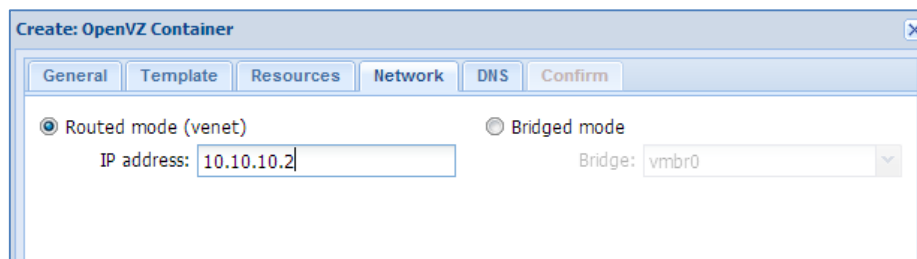 Create: OpenVZ Container
General Template Resources Network DNS Confirm
Routed mode (venet) Bridged mode
IP address: 10.10.10.2 Bridge: vmbr0